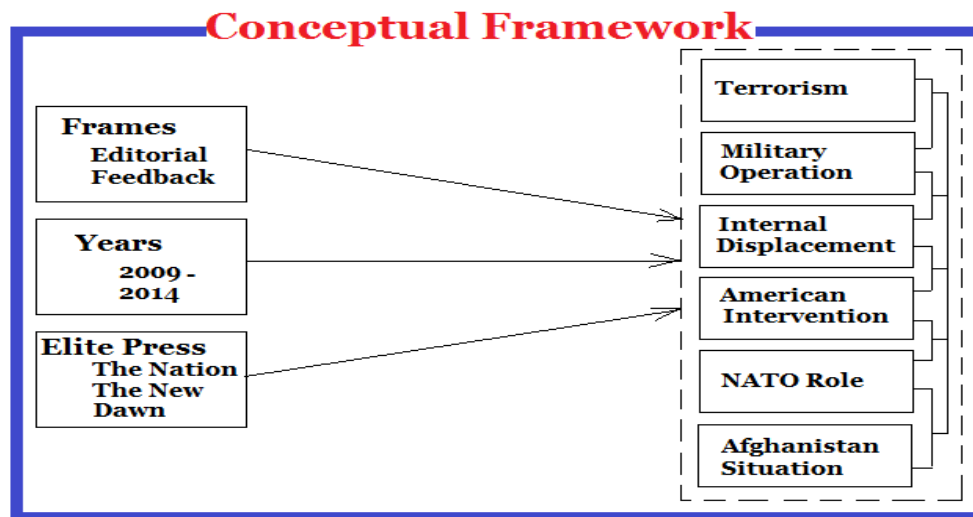 Conceptual Framework
Frames
Editorial
Feedback
Years
2009 -
2014
Elite Press
The Nation
The New
Dawn
Terrorism
Military
Operation
Internal
Displacement
American
Intervention
NATO Role
Afghanistan
Situation